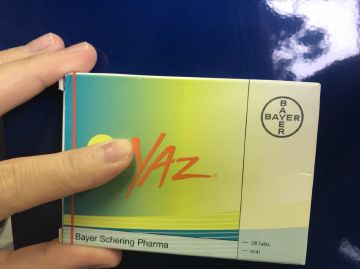 BAYER
BAYER
YAZ®
Bayer Schering Pharma
— 28 tabs.
— oral